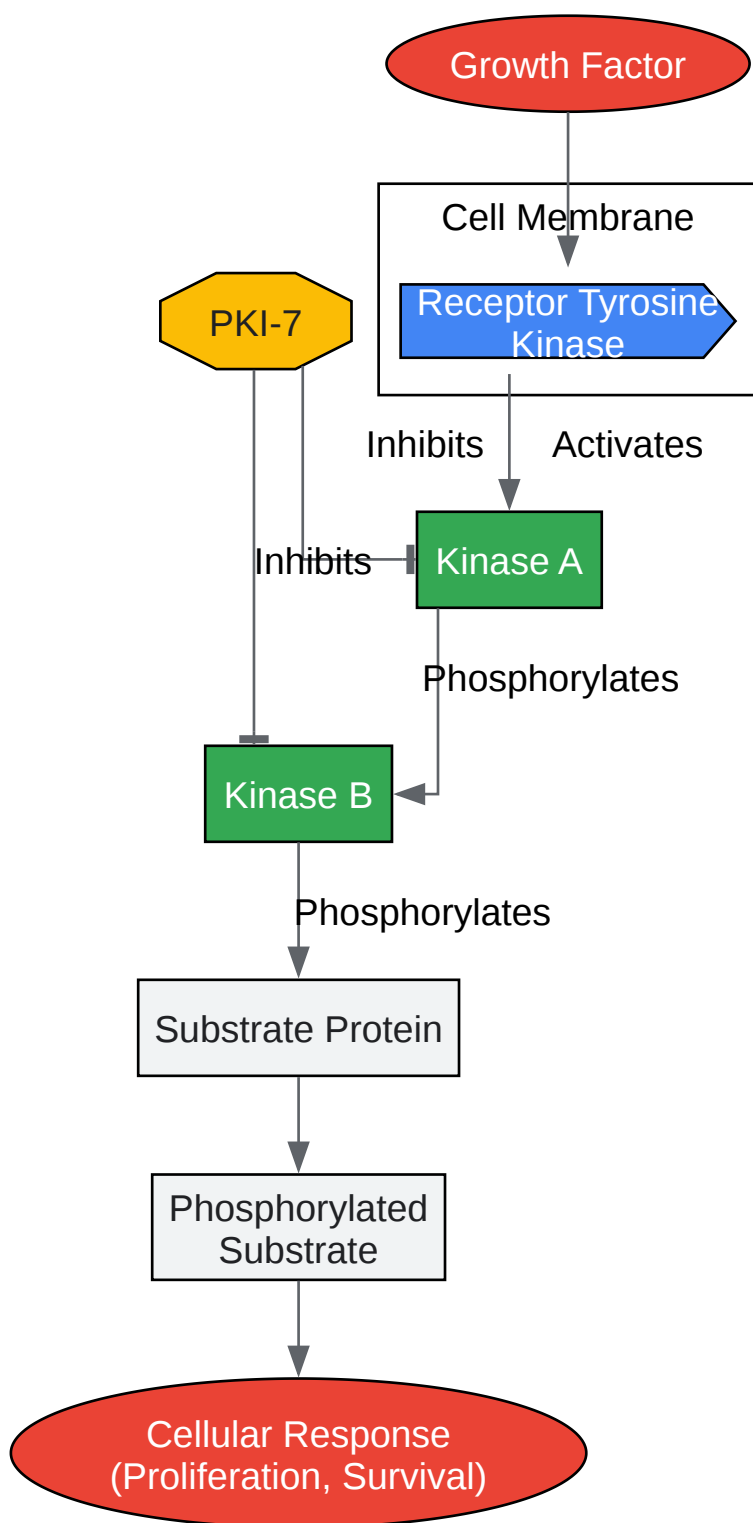 Growth Factor
Cell Membrane
Receptor Tyrosine
Kinase
PKI-7
Inhibits
Activates
Inhibits
Kinase A
Phosphorylates
Kinase B
Phosphorylates
Substrate Protein
Phosphorylated
Substrate
Cellular Response
(Proliferation, Survival)